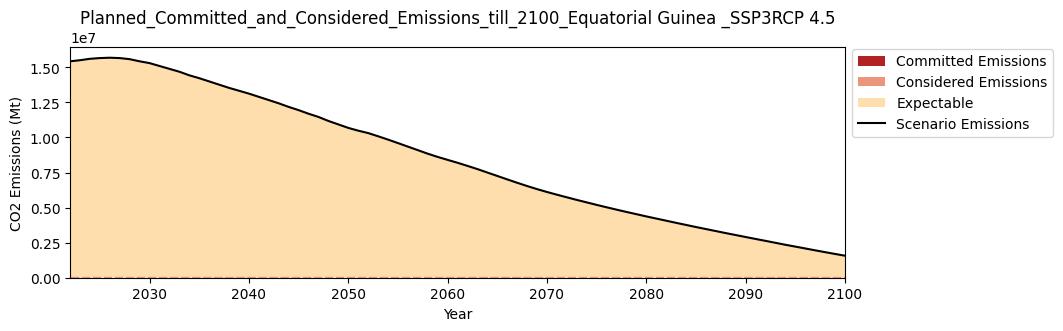 Planned_Committed_and_Considered_Emissions_till_2100_Equatorial Guinea _SSP3RCP 4.5
1e7
1.50
1.25
1.00
0.75
0.50
0.25
0.00
CO2 Emissions (Mt)
2030 2040 2050 2060 2070 2080 2090 2100
Year
Committed Emissions
Considered Emissions
Expectable
Scenario Emissions